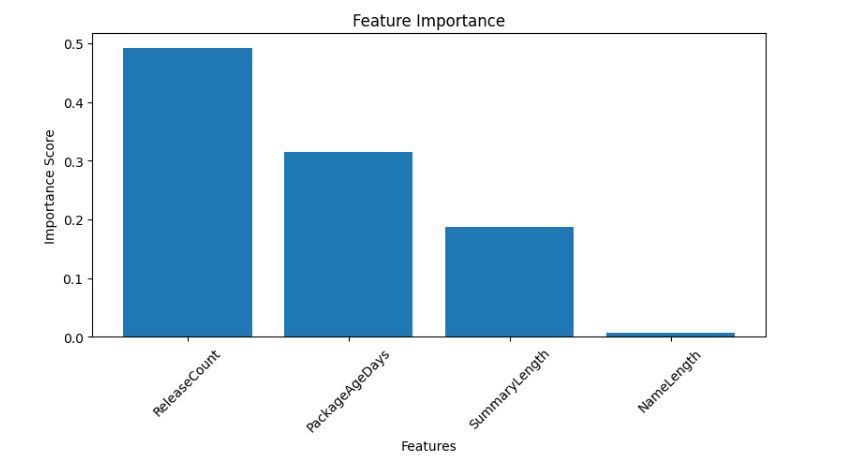 Feature Importance
Importance Score
0.5
0.4
0.3
0.2
0.1
0.0
ReleaseCount
PackageAgeDays
SummaryLength
NameLength
Features